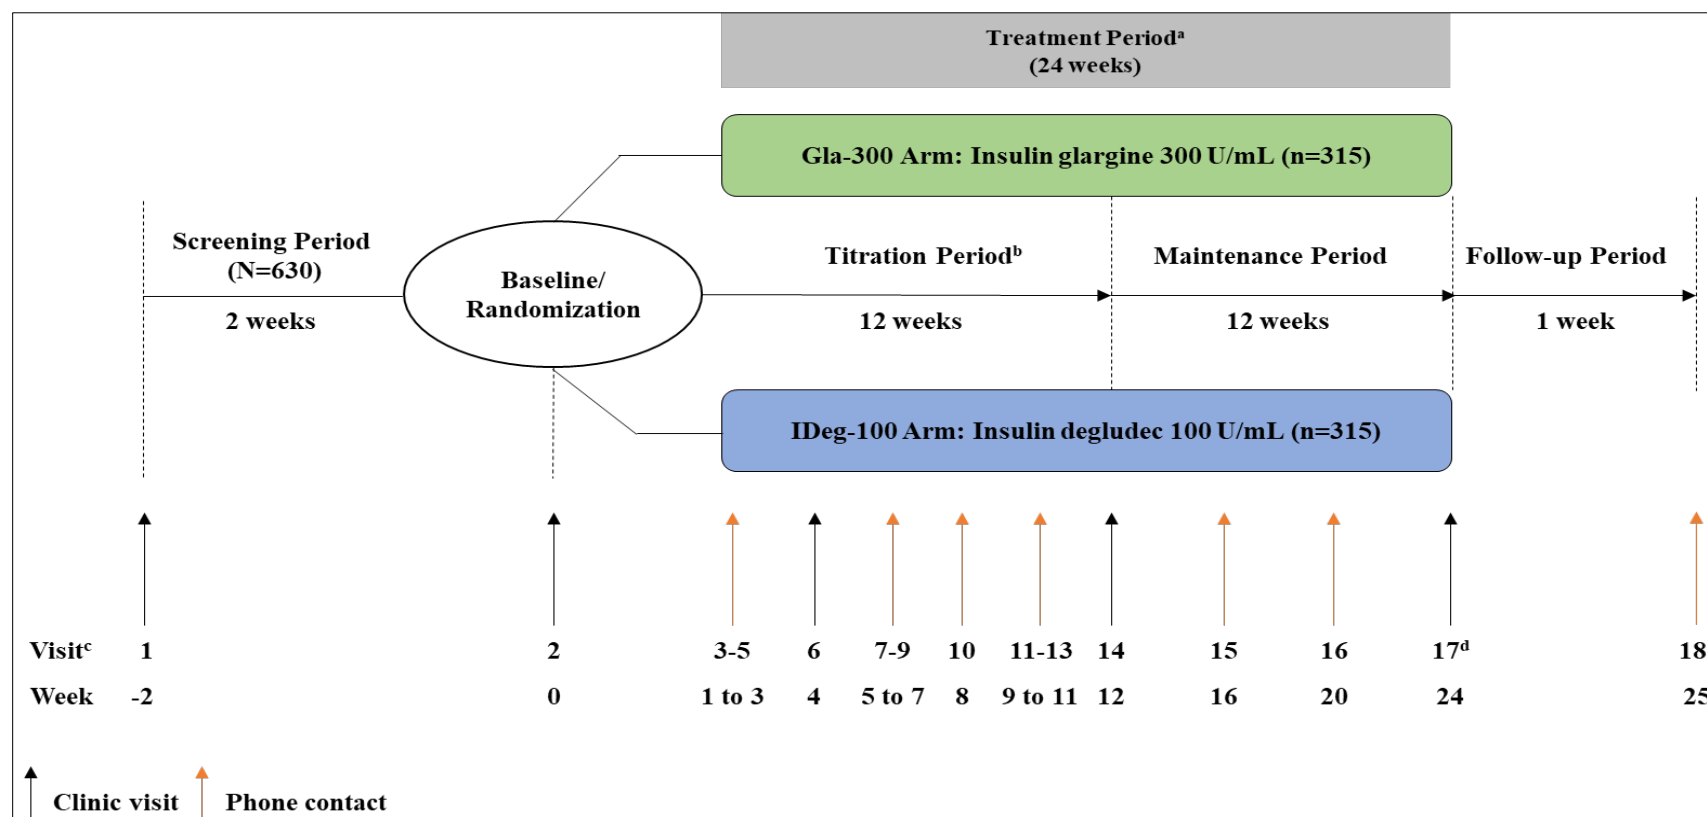 Treatment Periodᵃ
(24 weeks)
Gla-300 Arm: Insulin glargine 300 U/mL (n=315)
Screening Period
(N=630)
2 weeks
Baseline/
Randomization
Titration Periodᵇ
12 weeks
Maintenance Period
12 weeks
Follow-up Period
1 week
IDeg-100 Arm: Insulin degludec 100 U/mL (n=315)
Visitᶜ 1 2 3-5 6 7-9 10 11-13 14 15 16 17ᵈ 18
Week -2 0 1 to 3 4 5 to 7 8 9 to 11 12 16 20 24 25
Clinic visit Phone contact